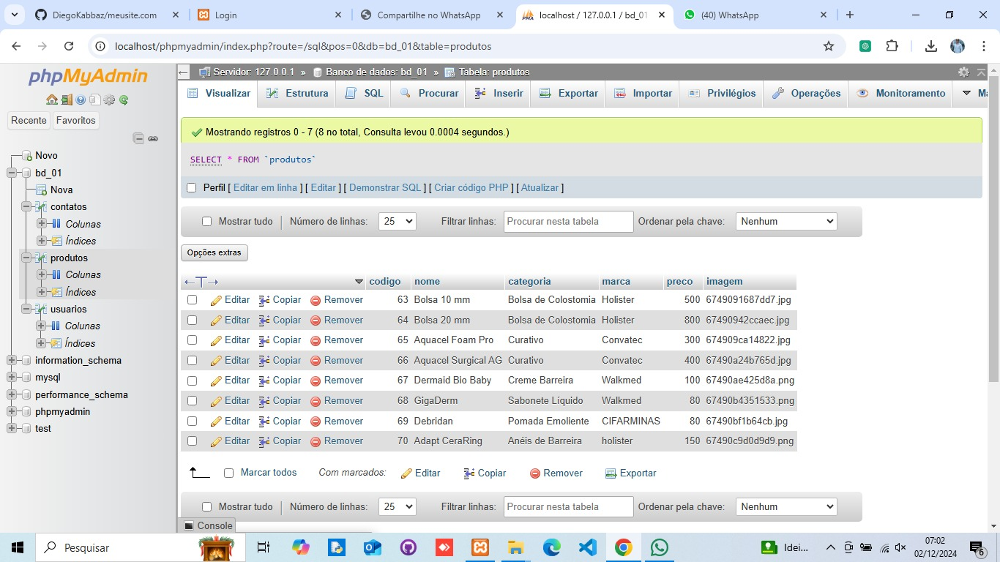 DiegoKabbaz/meusite.com
Login
Compartilhe no WhatsApp
localhost / 127.0.0.1 / bd_01
(40) WhatsApp
localhost/phpmyadmin/index.php?route=/sql&pos=0&db=bd_01&table=produtos
phpMyAdmin
Recente Favoritos
Novo
bd_01
Nova
contatos
Colunas
Índices
produtos
Colunas
Índices
usuarios
Colunas
Índices
information_schema
mysql
performance_schema
phpmyadmin
test
Servidor: 127.0.0.1 » Banco de dados: bd_01 » Tabela: produtos
Visualizar Estrutura SQL Procurar Inserir Exportar Importar Privilégios Operações Monitoramento Ma
Mostrando registros 0 - 7 (8 no total, Consulta levou 0.0004 segundos.)
SELECT * FROM `produtos`
Perfil [ Editar em linha ] [ Editar ] [ Demonstrar SQL ] [ Criar código PHP ] [ Atualizar ]
Mostrar tudo | Número de linhas: 25 Filtrar linhas: Procurar nesta tabela Ordenar pela chave: Nenhum
Opções extras
codigo nome categoria marca preco imagem
Editar Copiar Remover 63 Bolsa 10 mm Bolsa de Colostomia Holister 500 6749091687dd7.jpg
Editar Copiar Remover 64 Bolsa 20 mm Bolsa de Colostomia Holister 800 67490942ccaec.jpg
Editar Copiar Remover 65 Aquacel Foam Pro Curativo Convatec 300 674909ca14822.jpg
Editar Copiar Remover 66 Aquacel Surgical AG Curativo Convatec 400 67490a24b765d.jpg
Editar Copiar Remover 67 Dermaid Bio Baby Creme Barreira Walkmed 100 67490ae425d8a.png
Editar Copiar Remover 68 GigaDerm Sabonete Líquido Walkmed 80 67490b4351533.png
Editar Copiar Remover 69 Debridan Pomada Emoliente CIFARMINAS 80 67490bf1b64cb.jpg
Editar Copiar Remover 70 Adapt CeraRing Anéis de Barreira holister 150 67490c9d0d9d9.png
Marcar todos Com marcados: Editar Copiar Remover Exportar
Mostrar tudo | Número de linhas: 25 Filtrar linhas: Procurar nesta tabela Ordenar pela chave: Nenhum
Console
Pesquisar
Idei...
07:02
02/12/2024
6